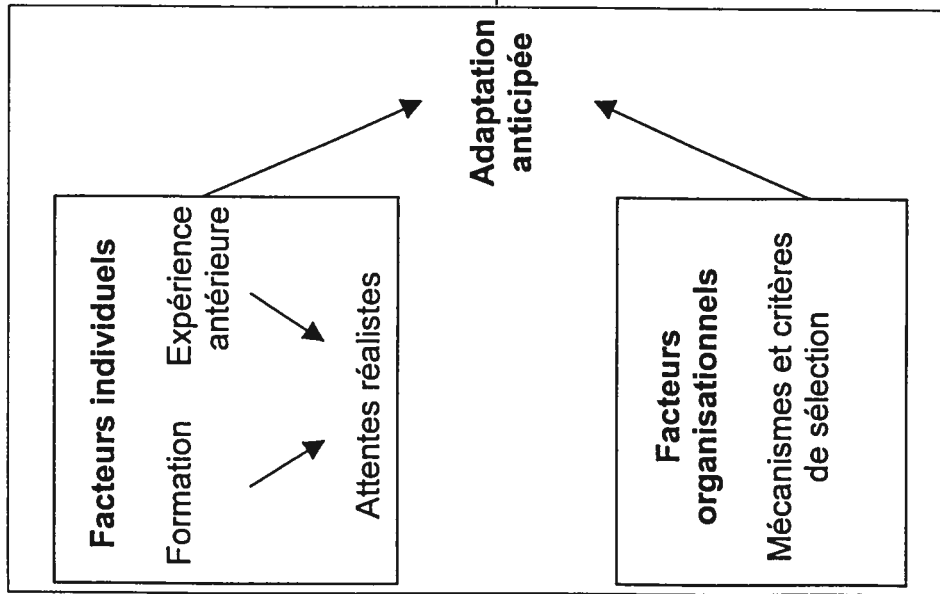 Facteurs individuels
Formation Expérience
antérieure
Attentes réalistes
Facteurs
organisationnels
Mécanismes et critères
de sélection
Adaptation
anticipée